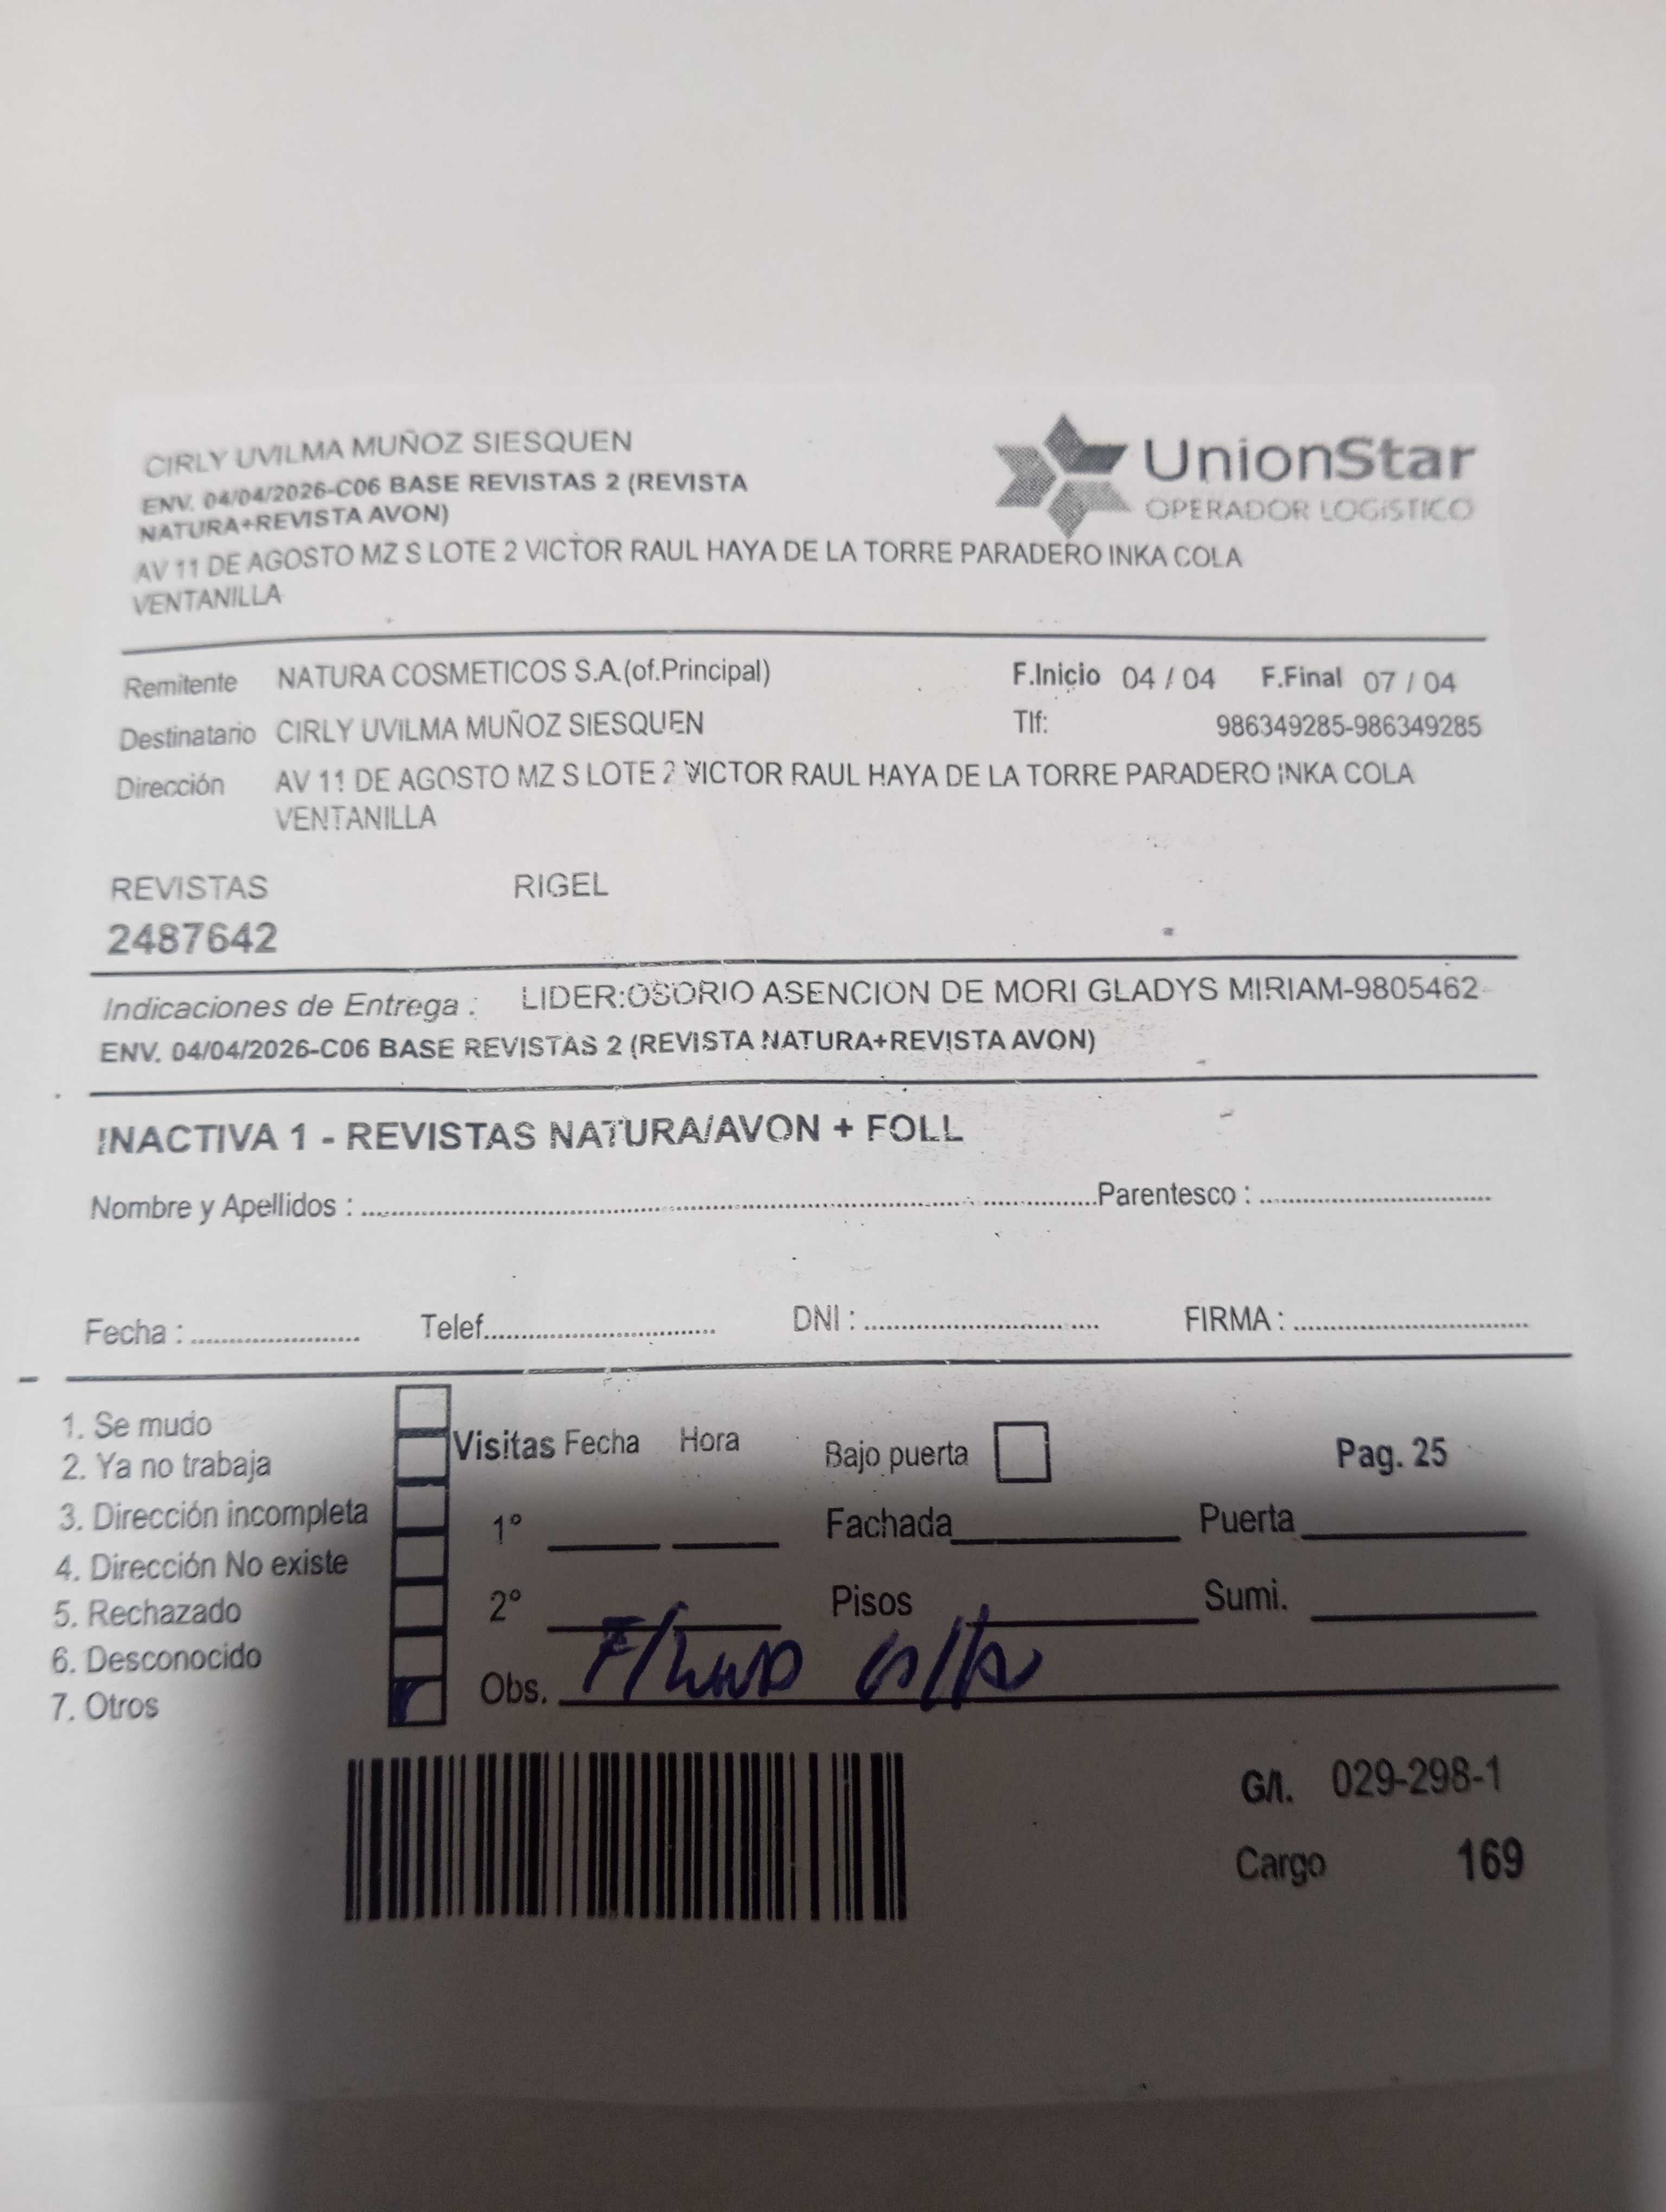 CIRLY UVILMA MUÑOZ SIESQUEN
ENV. 04/04/2026-C06 BASE REVISTAS 2 (REVISTA
NATURA+REVISTA AVON)
AV 11 DE AGOSTO MZ S LOTE 2 VICTOR RAUL HAYA DE LA TORRE PARADERO INKA COLA
VENTANILLA
UnionStar
OPERADOR LOGISTICO
Remitente NATURA COSMETICOS S.A.(of.Principal) F.Inicio 04 / 04 F.Final 07 / 04
Destinatario CIRLY UVILMA MUÑOZ SIESQUEN Tlf: 986349285-986349285
Dirección AV 11 DE AGOSTO MZ S LOTE 2 VICTOR RAUL HAYA DE LA TORRE PARADERO INKA COLA
VENTANILLA
REVISTAS RIGEL
2487642
Indicaciones de Entrega : LIDER:OSORIO ASENCION DE MORI GLADYS MIRIAM-9805462
ENV. 04/04/2026-C06 BASE REVISTAS 2 (REVISTA NATURA+REVISTA AVON)
INACTIVA 1 - REVISTAS NATURA/AVON + FOLL
Nombre y Apellidos : Parentesco :
Fecha : Telef. DNI : FIRMA :
1. Se mudo
2. Ya no trabaja
3. Dirección incompleta
4. Dirección No existe
5. Rechazado
6. Desconocido
7. Otros
Visitas Fecha Hora Bajo puerta Pag. 25
1° Fachada Puerta
2° Pisos Sumi.
Obs.
G/I. 029-298-1
Cargo 169